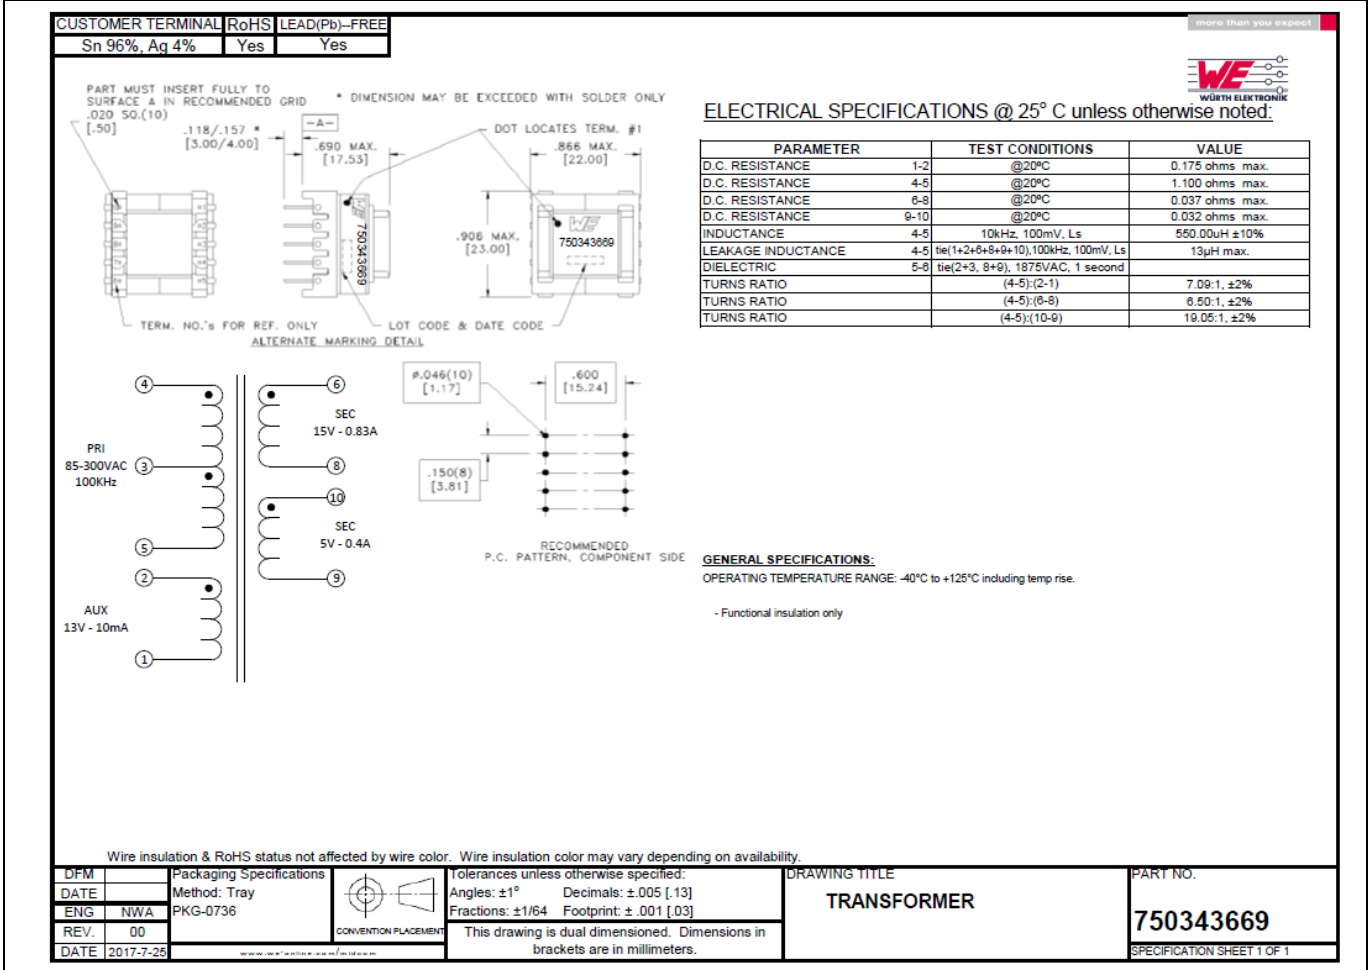 CUSTOMER TERMINAL RoHS LEAD(Pb)--FREE
Sn 96%, Ag 4% Yes Yes
more than you expect
WE
WÜRTH ELEKTRONIK
PART MUST INSERT FULLY TO
SURFACE A IN RECOMMENDED GRID
* DIMENSION MAY BE EXCEEDED WITH SOLDER ONLY
.020 SQ.(10)
[.50]
.118/.157 *
[3.00/4.00]
-A-
.690 MAX.
[17.53]
DOT LOCATES TERM. #1
.866 MAX.
[22.00]
.906 MAX.
[23.00]
WE 750343669
WE
750343669
TERM. NO.'s FOR REF. ONLY
LOT CODE & DATE CODE
ALTERNATE MARKING DETAIL
ELECTRICAL SPECIFICATIONS @ 25° C unless otherwise noted:
PARAMETER TEST CONDITIONS VALUE
D.C. RESISTANCE 1-2 @20ºC 0.175 ohms max.
D.C. RESISTANCE 4-5 @20ºC 1.100 ohms max.
D.C. RESISTANCE 6-8 @20ºC 0.037 ohms max.
D.C. RESISTANCE 9-10 @20ºC 0.032 ohms max.
INDUCTANCE 4-5 10kHz, 100mV, Ls 550.00uH ±10%
LEAKAGE INDUCTANCE 4-5 tie(1+2+6+8+9+10),100kHz, 100mV, Ls 13µH max.
DIELECTRIC 5-6 tie(2+3, 8+9), 1875VAC, 1 second
TURNS RATIO (4-5):(2-1) 7.09:1, ±2%
TURNS RATIO (4-5):(6-8) 6.50:1, ±2%
TURNS RATIO (4-5):(10-9) 19.05:1, ±2%
4
6
SEC
15V - 0.83A
PRI
85-300VAC
100KHz
3
8
10
SEC
5V - 0.4A
5
2
9
AUX
13V - 10mA
1
ø.046(10)
[1.17]
.600
[15.24]
.150(8)
[3.81]
RECOMMENDED
P.C. PATTERN, COMPONENT SIDE
GENERAL SPECIFICATIONS:
OPERATING TEMPERATURE RANGE: -40°C to +125°C including temp rise.
- Functional insulation only
Wire insulation & RoHS status not affected by wire color. Wire insulation color may vary depending on availability.
DFM
DATE
ENG NWA
REV. 00
DATE 2017-7-25
Packaging Specifications
Method: Tray
PKG-0736
CONVENTION PLACEMENT
www.we-online.com/midcom
Tolerances unless otherwise specified:
Angles: ±1° Decimals: ±.005 [.13]
Fractions: ±1/64 Footprint: ± .001 [.03]
This drawing is dual dimensioned. Dimensions in
brackets are in millimeters.
DRAWING TITLE
TRANSFORMER
PART NO.
750343669
SPECIFICATION SHEET 1 OF 1